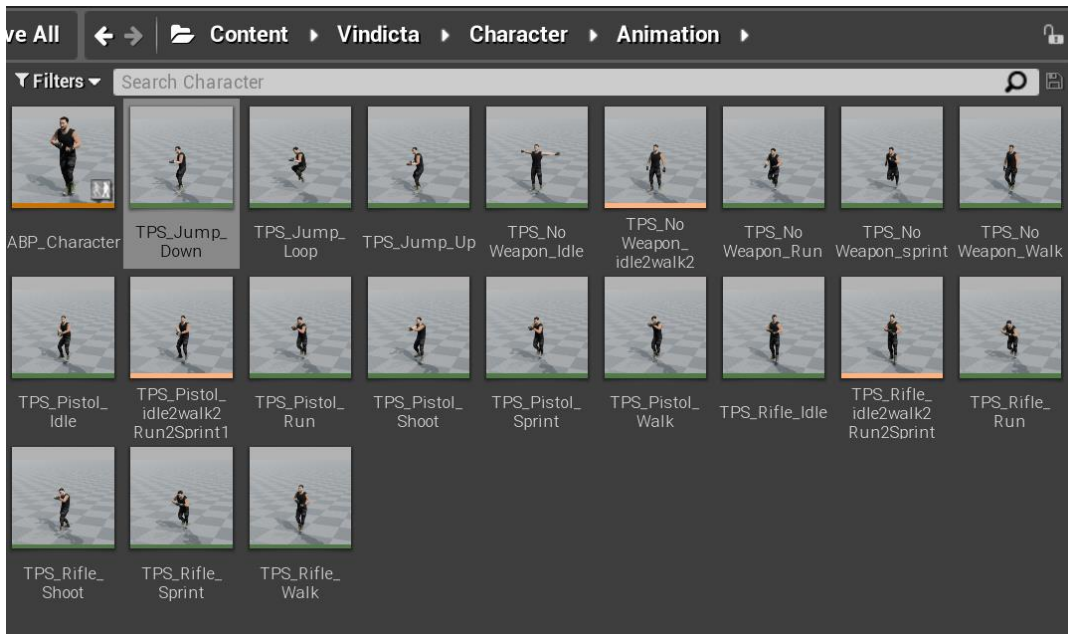 ve All Content Vindicta Character Animation
Filters Search Character
ABP_Character
TPS_Jump_
Down
TPS_Jump_
Loop
TPS_Jump_Up
TPS_No
Weapon_Idle
TPS_No
Weapon_
idle2walk2
TPS_No
Weapon_Run
TPS_No
Weapon_sprint
TPS_No
Weapon_Walk
TPS_Pistol_
Idle
TPS_Pistol_
idle2walk2
Run2Sprint1
TPS_Pistol_
Run
TPS_Pistol_
Shoot
TPS_Pistol_
Sprint
TPS_Pistol_
Walk
TPS_Rifle_Idle
TPS_Rifle_
idle2walk2
Run2Sprint
TPS_Rifle_
Run
TPS_Rifle_
Shoot
TPS_Rifle_
Sprint
TPS_Rifle_
Walk